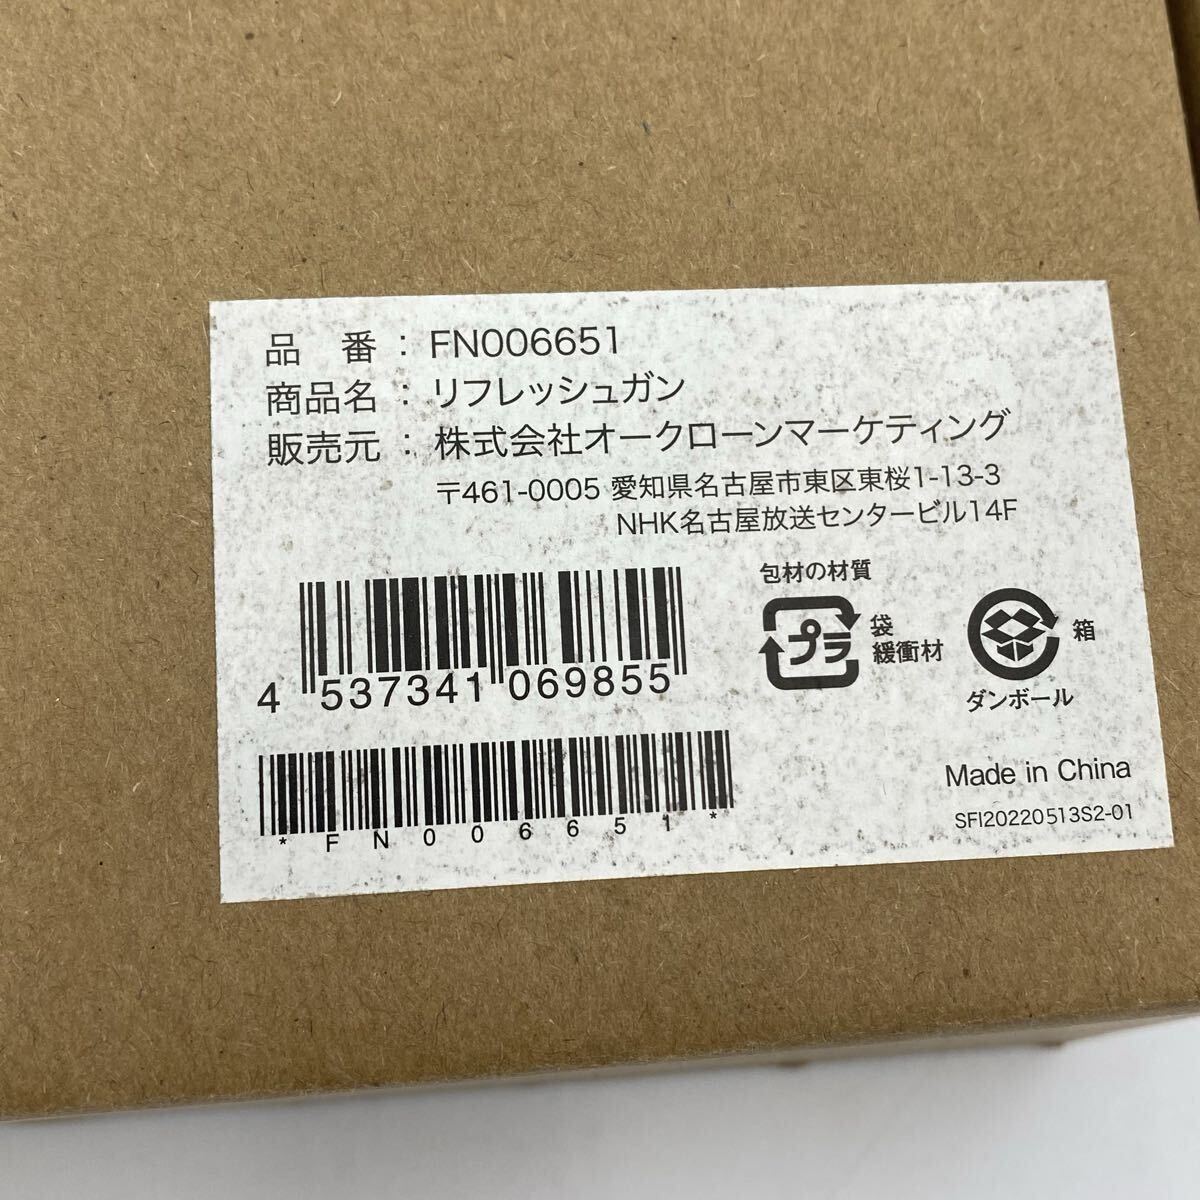 品 番 : FN006651
商品名 : リフレッシュガン
販売元 : 株式会社オークローンマーケティング
〒461-0005 愛知県名古屋市東区東桜1-13-3
NHK名古屋放送センタービル14F
包材の材質
プラ 袋
緩衝材
箱
ダンボール
4 537341 069855
*FN006651*
Made in China
SFI20220513S2-01